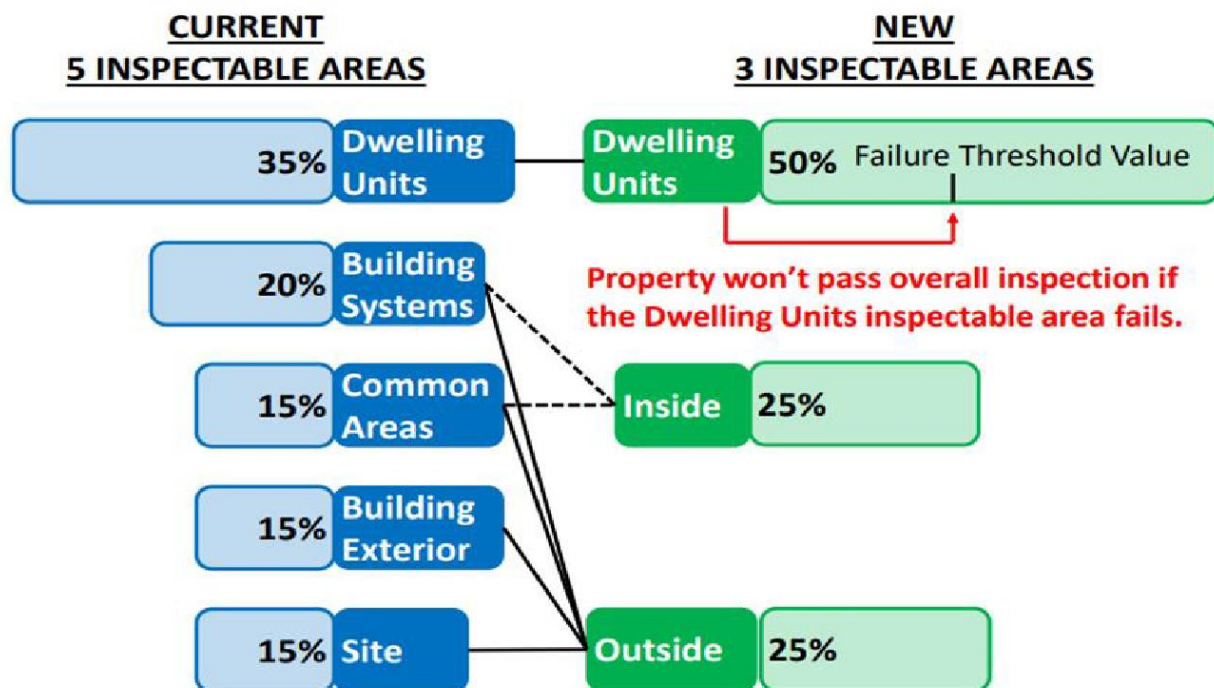 CURRENT
5 INSPECTABLE AREAS
NEW
3 INSPECTABLE AREAS
35%
Dwelling
Units
Dwelling
Units
50%
Failure Threshold Value
20%
Building
Systems
Property won’t pass overall inspection if
the Dwelling Units inspectable area fails.
15%
Common
Areas
Inside
25%
15%
Building
Exterior
15%
Site
Outside
25%